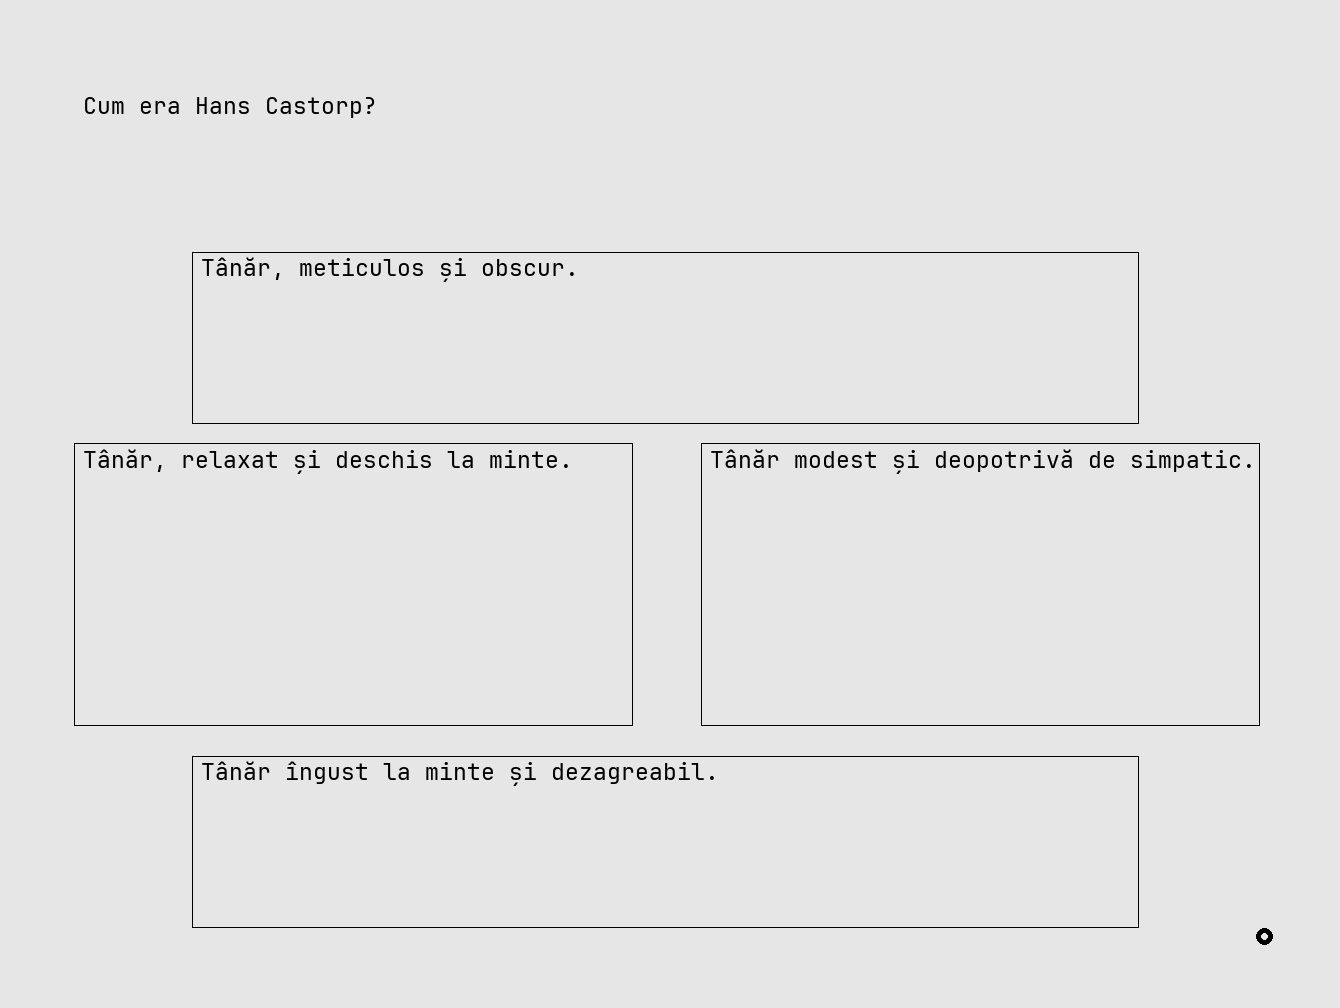 Cum era Hans Castorp?
Tânăr, meticulos și obscur.
Tânăr, relaxat și deschis la minte.
Tânăr modest și deopotrivă de simpatic.
Tânăr îngust la minte și dezagreabil.